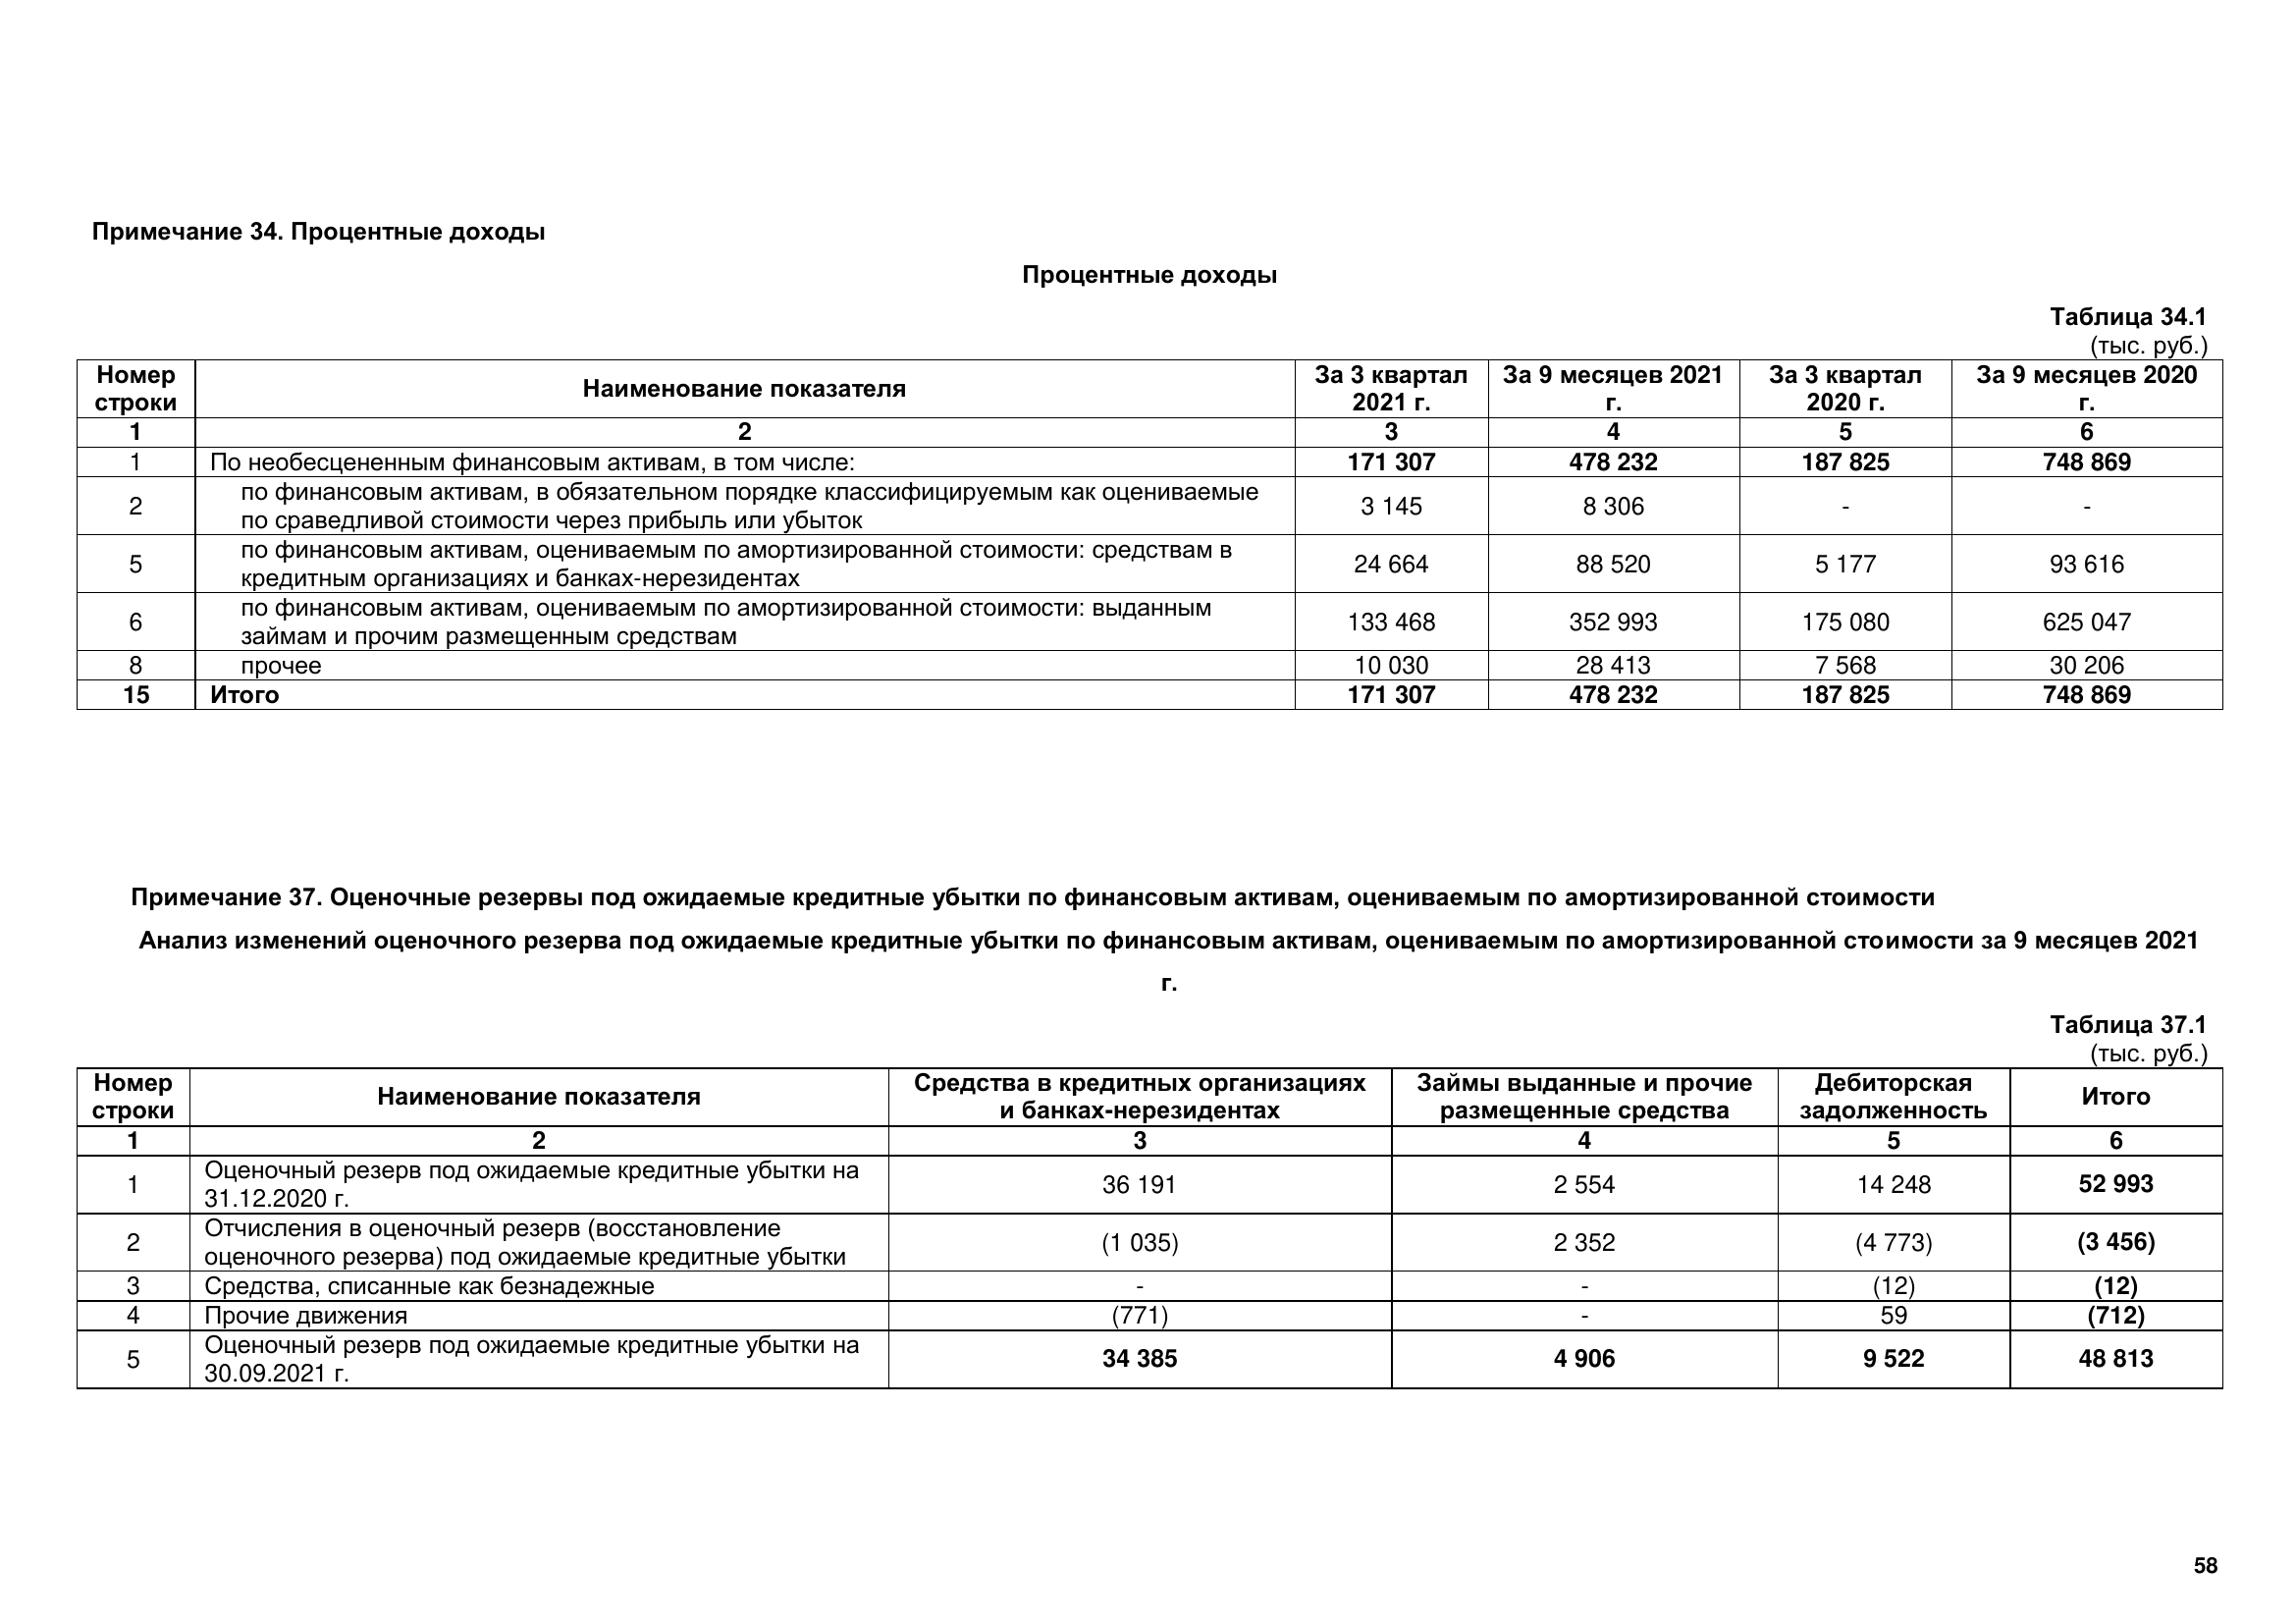 Примечание 34. Процентные доходы
Процентные доходы
Таблица 34.1
(тыс. руб.)
Номер строки Наименование показателя За 3 квартал 2021 г. За 9 месяцев 2021 г. За 3 квартал 2020 г. За 9 месяцев 2020 г.
1 2 3 4 5 6
1 По необесцененным финансовым активам, в том числе: 171 307 478 232 187 825 748 869
2 по финансовым активам, в обязательном порядке классифицируемым как оцениваемые по сраведливой стоимости через прибыль или убыток 3 145 8 306 - -
5 по финансовым активам, оцениваемым по амортизированной стоимости: средствам в кредитным организациях и банках-нерезидентах 24 664 88 520 5 177 93 616
6 по финансовым активам, оцениваемым по амортизированной стоимости: выданным займам и прочим размещенным средствам 133 468 352 993 175 080 625 047
8 прочее 10 030 28 413 7 568 30 206
15 Итого 171 307 478 232 187 825 748 869
Примечание 37. Оценочные резервы под ожидаемые кредитные убытки по финансовым активам, оцениваемым по амортизированной стоимости
Анализ изменений оценочного резерва под ожидаемые кредитные убытки по финансовым активам, оцениваемым по амортизированной стоимости за 9 месяцев 2021
г.
Таблица 37.1
(тыс. руб.)
Номер строки Наименование показателя Средства в кредитных организациях и банках-нерезидентах Займы выданные и прочие размещенные средства Дебиторская задолженность Итого
1 2 3 4 5 6
1 Оценочный резерв под ожидаемые кредитные убытки на 31.12.2020 г. 36 191 2 554 14 248 52 993
2 Отчисления в оценочный резерв (восстановление оценочного резерва) под ожидаемые кредитные убытки (1 035) 2 352 (4 773) (3 456)
3 Средства, списанные как безнадежные - - (12) (12)
4 Прочие движения (771) - 59 (712)
5 Оценочный резерв под ожидаемые кредитные убытки на 30.09.2021 г. 34 385 4 906 9 522 48 813
58